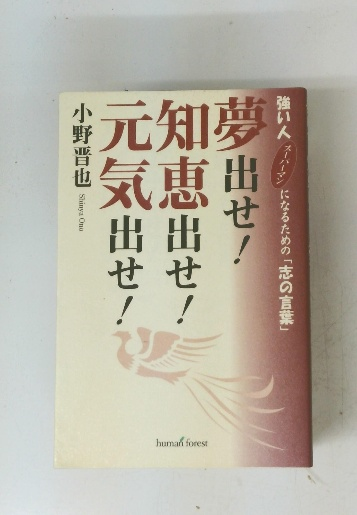 強い人
スーパーマン
になるための「志の言葉」
夢出せ!
知恵出せ!
元気出せ!
小野晋也
Shinya Ono
human forest